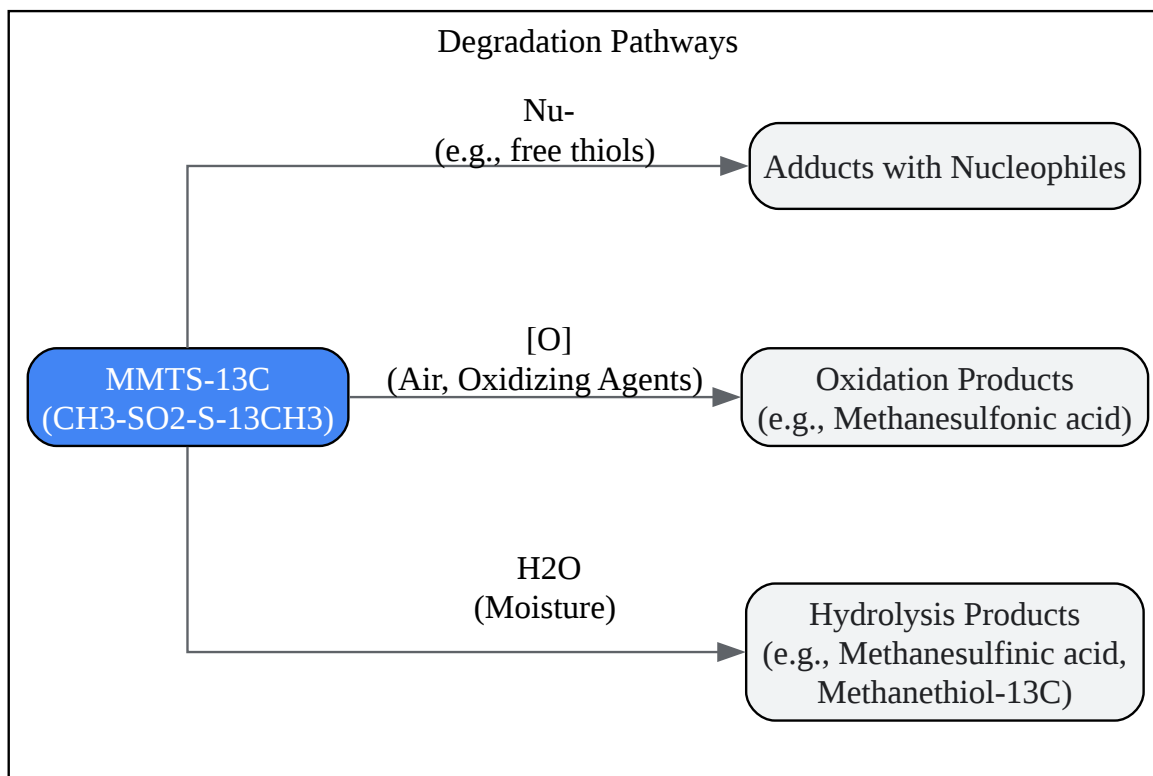 Degradation Pathways
Nu-
(e.g., free thiols)
Adducts with Nucleophiles
[O]
(Air, Oxidizing Agents)
MMTS-13C
(CH3-SO2-S-13CH3)
Oxidation Products
(e.g., Methanesulfonic acid)
H2O
(Moisture)
Hydrolysis Products
(e.g., Methanesulfinic acid,
Methanethiol-13C)